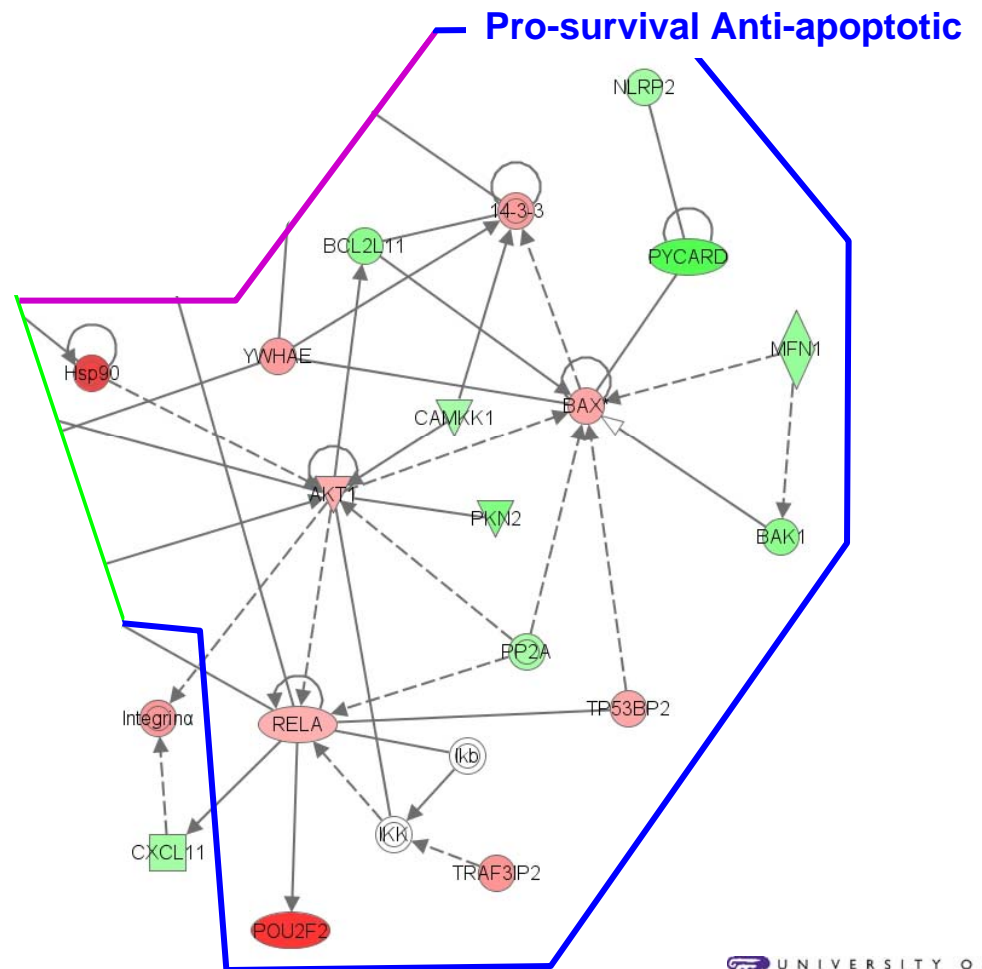 Pro-survival Anti-apoptotic
NLRP2
14-3-3
BCL2L11
PYCARD
YWHAE
MFN1
Hsp90
BAX*
CAMKK1
AKT1
PKN2
BAK1
PP2A
Integrinα
RELA
TP53BP2
Ikb
IKK
CXCL11
TRAF3IP2
POU2F2
UNIVERSITY O